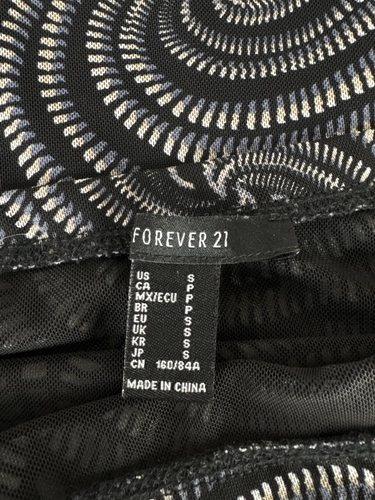 FOREVER 21
US S
CA P
MX/ECU P
BR P
EU S
UK S
KR S
JP S
CN 160/84A
MADE IN CHINA